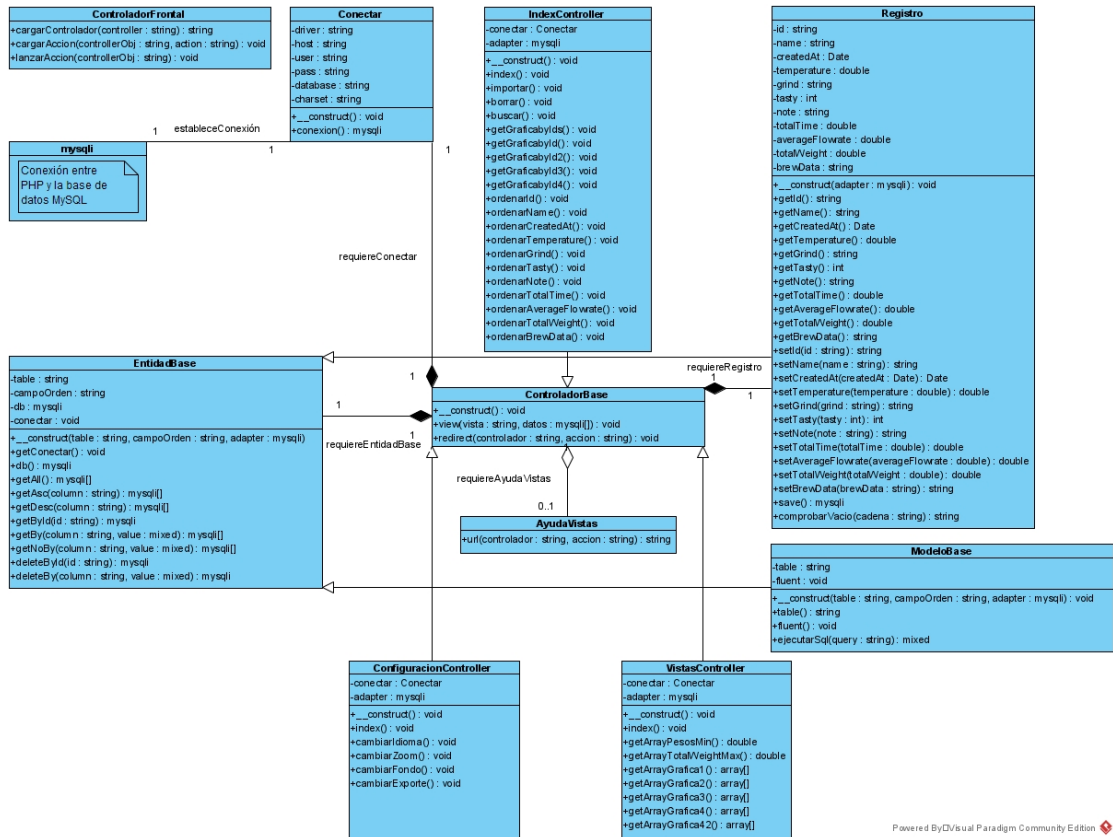 ControladorFrontal
+cargarControlador(controller : string) : string
+cargarAccion(controllerObj : string, action : string) : void
+lanzarAccion(controllerObj : string) : void
Conectar
-driver : string
-host : string
-user : string
-pass : string
-database : string
-charset : string
+__construct() : void
+conexion() : mysqli
IndexController
-conectar : Conectar
-adapter : mysqli
+__construct() : void
+index() : void
+importar() : void
+borrar() : void
+buscar() : void
+getGraficabyIds() : void
+getGraficabyId() : void
+getGraficabyId2() : void
+getGraficabyId3() : void
+getGraficabyId4() : void
+ordenarId() : void
+ordenarName() : void
+ordenarCreatedAt() : void
+ordenarTemperature() : void
+ordenarGrind() : void
+ordenarTasty() : void
+ordenarNote() : void
+ordenarTotalTime() : void
+ordenarAverageFlowrate() : void
+ordenarTotalWeight() : void
+ordenarBrewData() : void
Registro
-id : string
-name : string
-createdAt : Date
-temperature : double
-grind : string
-tasty : int
-note : string
-totalTime : double
-averageFlowrate : double
-totalWeight : double
-brewData : string
+__construct(adapter : mysqli) : void
+getId() : string
+getName() : string
+getCreatedAt() : Date
+getTemperature() : double
+getGrind() : string
+getTasty() : int
+getNote() : string
+getTotalTime() : double
+getAverageFlowrate() : double
+getTotalWeight() : double
+getBrewData() : string
+setId(id : string) : string
+setName(name : string) : string
+setCreatedAt(createdAt : Date) : Date
+setTemperature(temperature : double) : double
+setGrind(grind : string) : string
+setTasty(tasty : int) : int
+setNote(note : string) : string
+setTotalTime(totalTime : double) : double
+setAverageFlowrate(averageFlowrate : double) : double
+setTotalWeight(totalWeight : double) : double
+setBrewData(brewData : string) : string
+save() : mysqli
+comprobarVacio(cadena : string) : string
1
estableceConexión
1
1
mysqli
Conexión entre
PHP y la base de
datos MySQL
requiereConectar
1
requiereRegistro
1
1
EntidadBase
-table : string
-campoOrden : string
-db : mysqli
-conectar : void
+__construct(table : string, campoOrden : string, adapter : mysqli)
+getConectar() : void
+db() : mysqli
+getAll() : mysqli[]
+getAsc(column : string) : mysqli[]
+getDesc(column : string) : mysqli[]
+getById(id : string) : mysqli
+getBy(column : string, value : mixed) : mysqli[]
+getNoBy(column : string, value : mixed) : mysqli[]
+deleteById(id : string) : mysqli
+deleteBy(column : string, value : mixed) : mysqli
1
1
requiereEntidadBase
ControladorBase
+__construct() : void
+view(vista : string, datos : mysqli[]) : void
+redirect(controlador : string, accion : string) : void
1
requiereAyudaVistas
0..1
AyudaVistas
+url(controlador : string, accion : string) : string
ModeloBase
-table : string
-fluent : void
+__construct(table : string, campoOrden : string, adapter : mysqli) : void
+table() : string
+fluent() : void
+ejecutarSql(query : string) : mixed
ConfiguracionController
-conectar : Conectar
-adapter : mysqli
+__construct() : void
+index() : void
+cambiarIdioma() : void
+cambiarZoom() : void
+cambiarFondo() : void
+cambiarExporte() : void
VistasController
-conectar : Conectar
-adapter : mysqli
+__construct() : void
+index() : void
+getArrayPesosMin() : double
+getArrayTotalWeightMax() : double
+getArrayGrafica1() : array[]
+getArrayGrafica2() : array[]
+getArrayGrafica3() : array[]
+getArrayGrafica4() : array[]
+getArrayGrafica42() : array[]
Powered By Visual Paradigm Community Edition